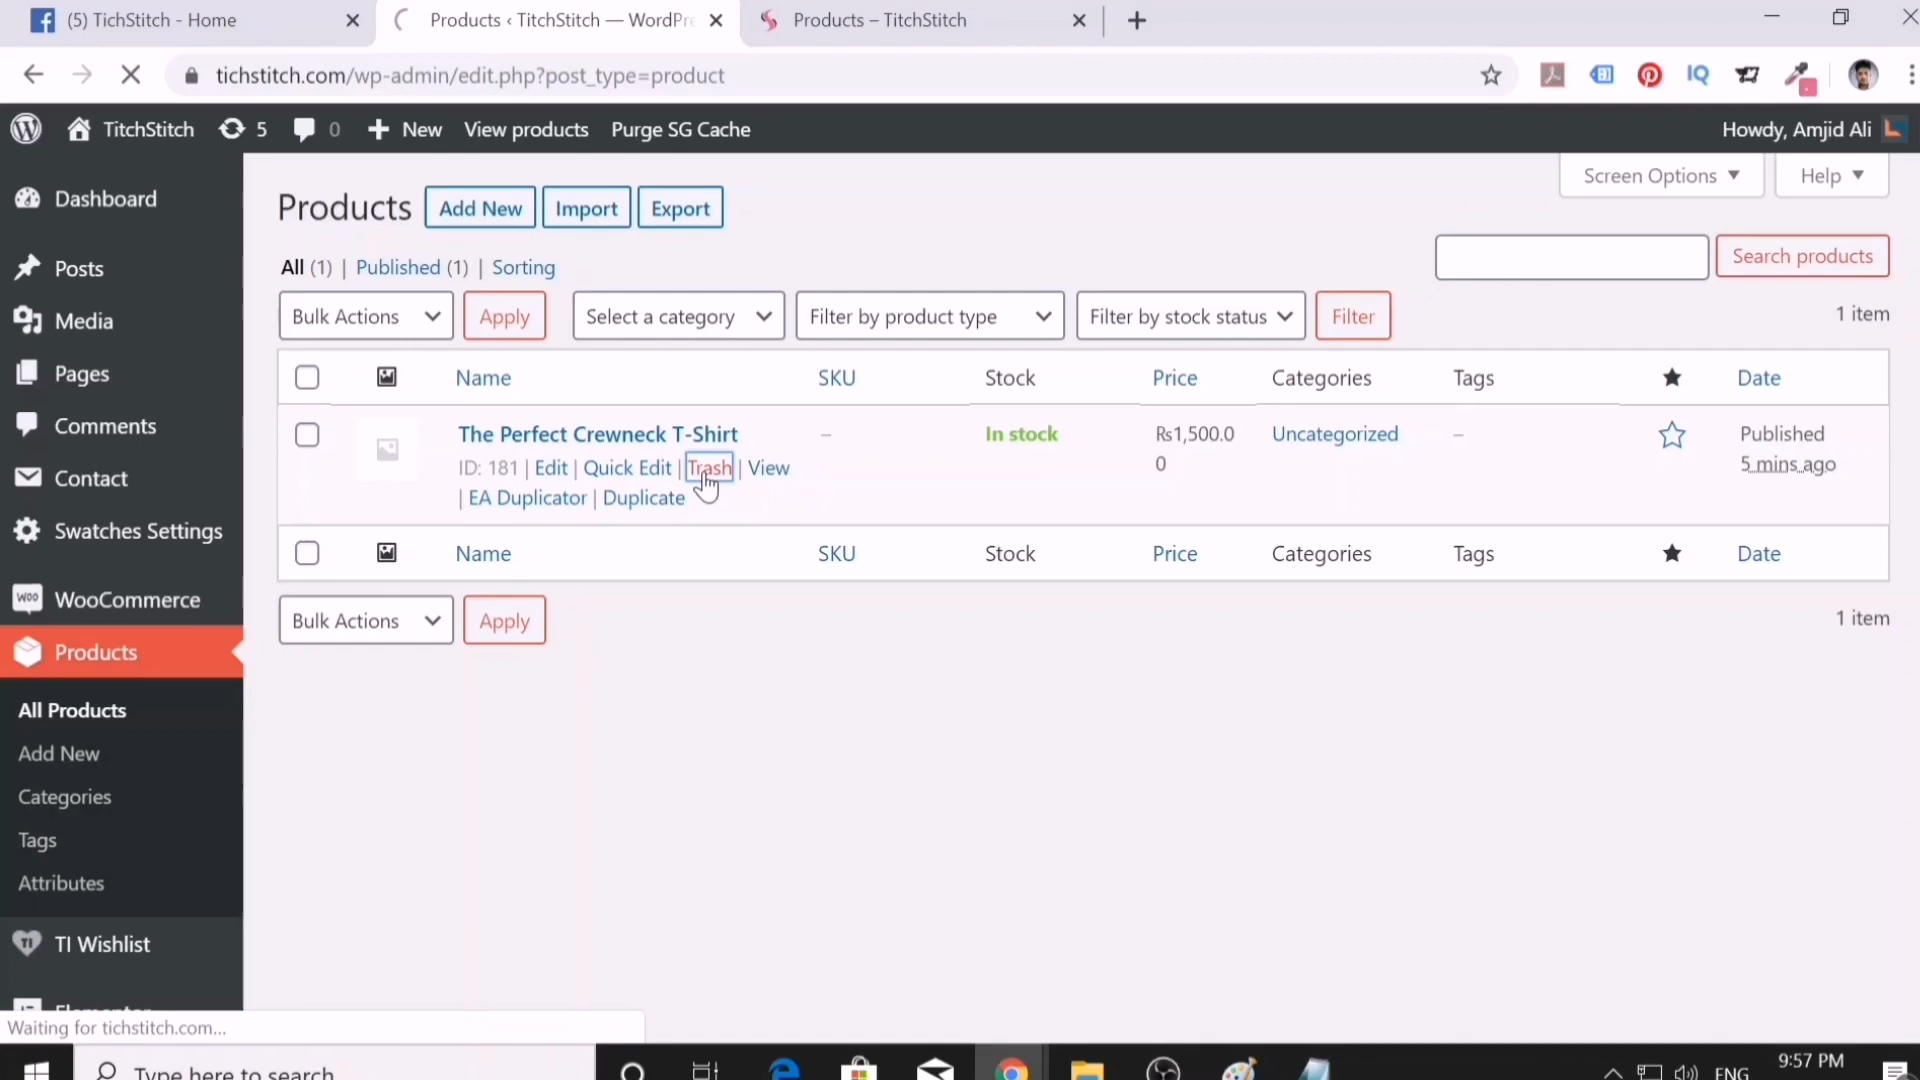 (5) TichStitch - Home
Products ‹ TitchStitch — WordPre
Products – TitchStitch
tichstitch.com/wp-admin/edit.php?post_type=product
TitchStitch 5 0 New View products Purge SG Cache
Howdy, Amjid Ali
Screen Options
Help
Dashboard
Posts
Media
Pages
Comments
Contact
Swatches Settings
WooCommerce
Products
All Products
Add New
Categories
Tags
Attributes
TI Wishlist
Products Add New Import Export
All (1) | Published (1) | Sorting
Search products
Bulk Actions Apply Select a category Filter by product type Filter by stock status Filter
1 item
Name SKU Stock Price Categories Tags Date
The Perfect Crewneck T-Shirt – In stock ₨1,500.0 Uncategorized – Published
ID: 181 | Edit | Quick Edit | Trash | View 0 5 mins ago
| EA Duplicator | Duplicate
Name SKU Stock Price Categories Tags Date
Bulk Actions Apply
1 item
Waiting for tichstitch.com...
Type here to search
ENG
9:57 PM